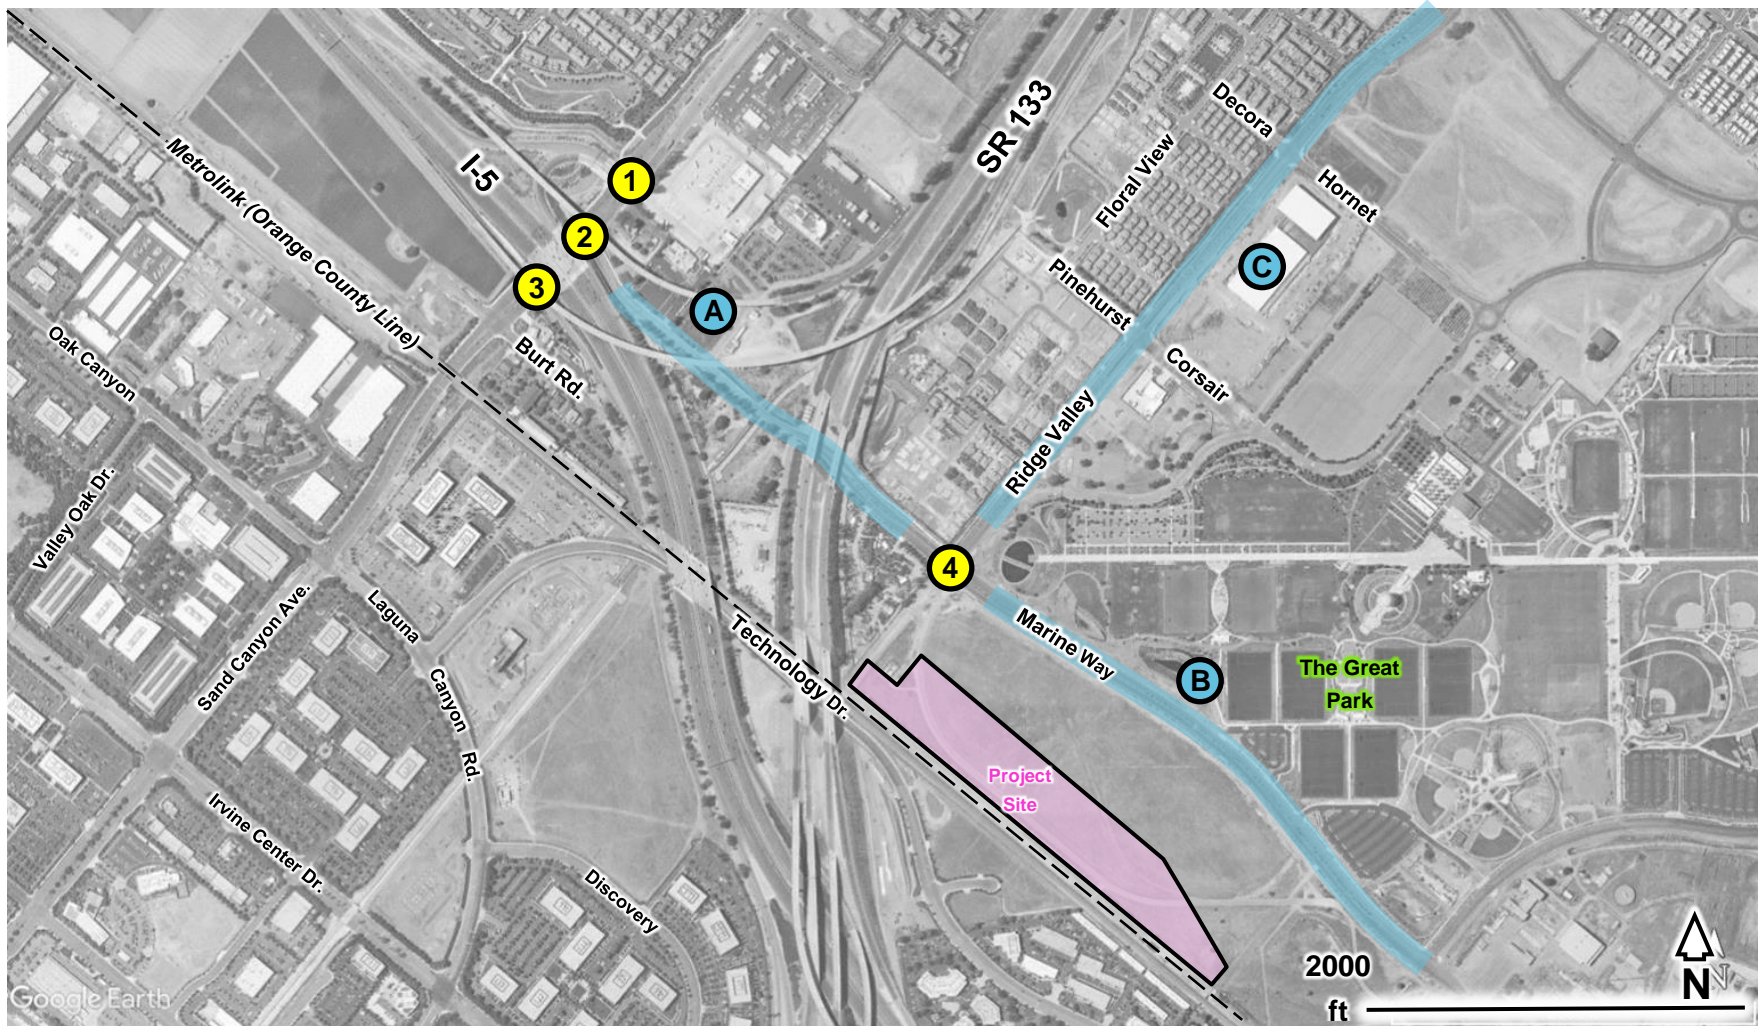 SR 133
Decora
Floral View
Hornet
Metrolink (Orange County Line)
I-5
1
2
3
A
C
Pinehurst
Corsair
Burt Rd.
Oak Canyon
Ridge Valley
Valley Oak Dr.
4
Laguna
Canyon
Rd.
Sand Canyon Ave.
Technology Dr.
Marine Way
B
The Great
Park
Project
Site
Irvine Center Dr.
Discovery
2000
ft
N
N
Google Earth